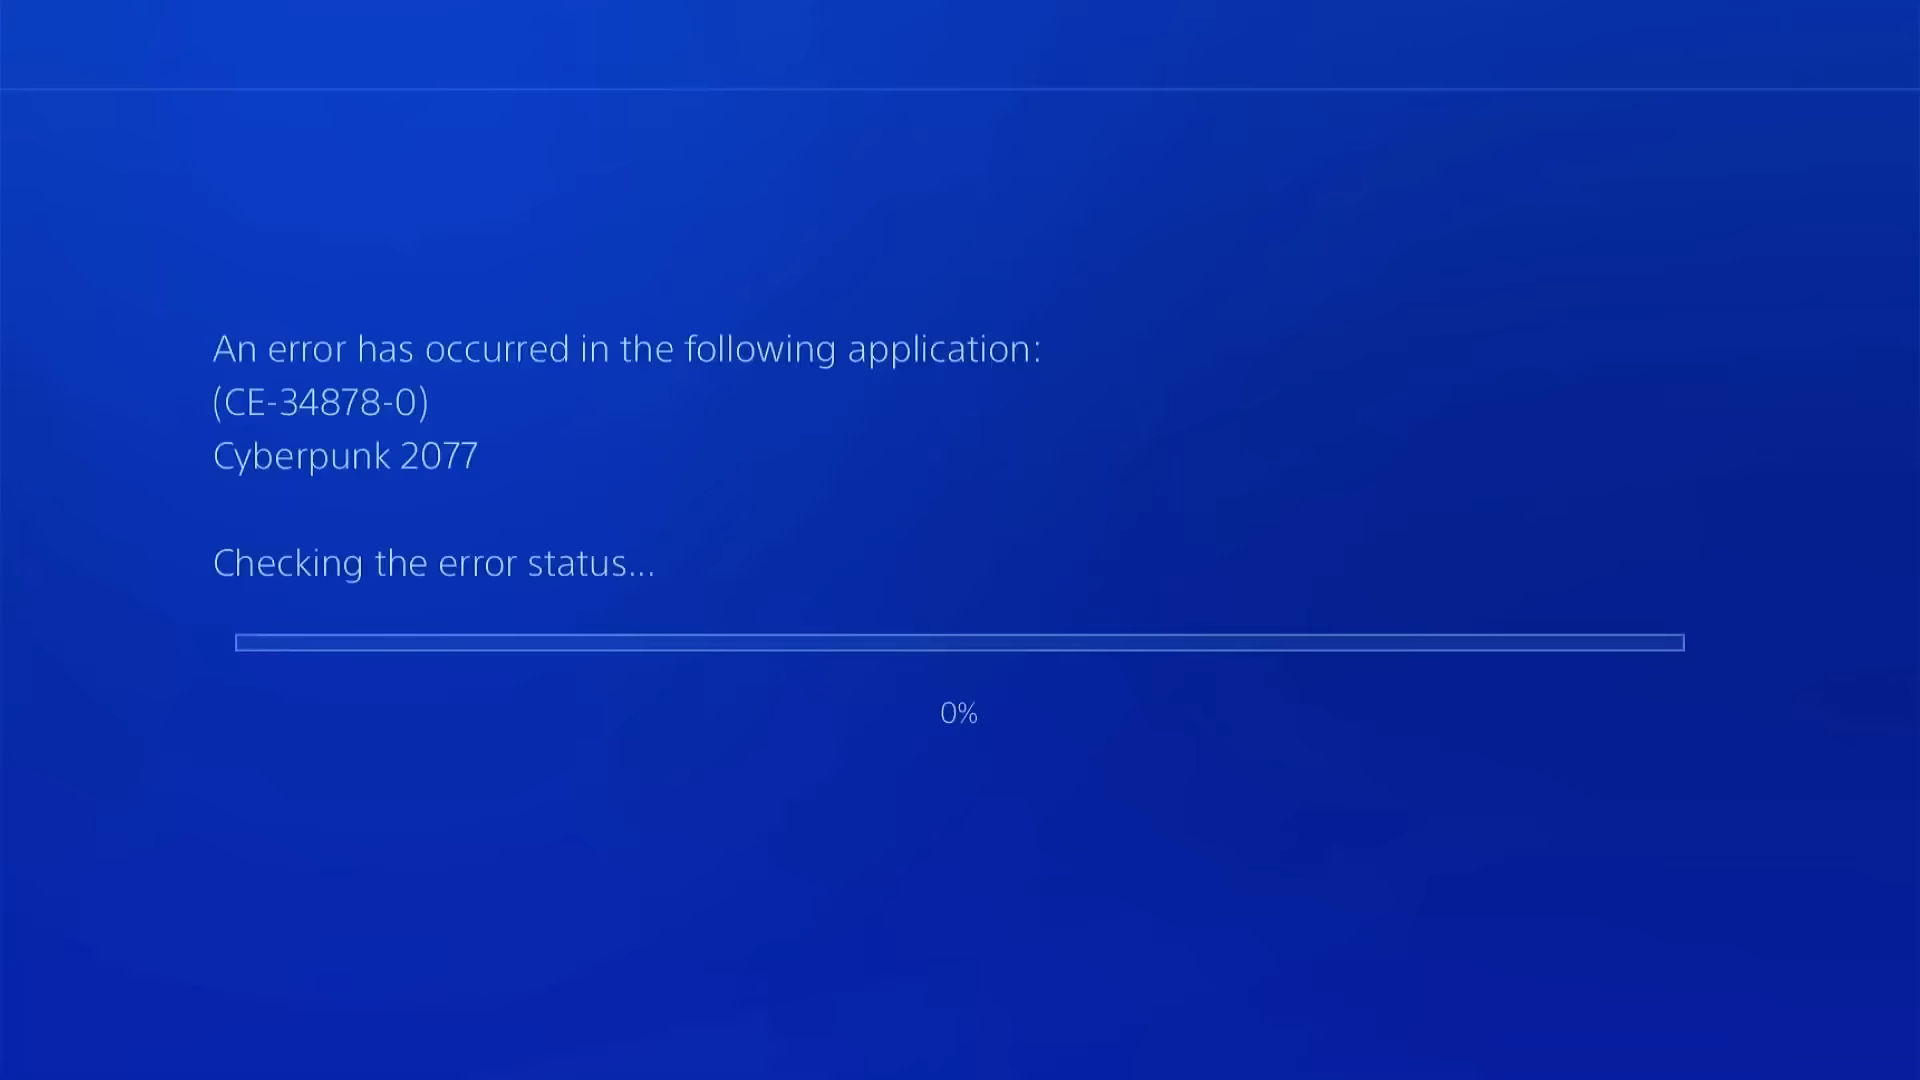 An error has occurred in the following application:
(CE-34878-0)
Cyberpunk 2077
Checking the error status...
0%